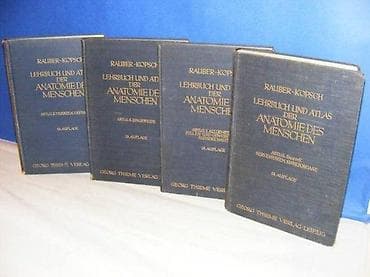 RAUBER-KOPSCH
LEHRBUCH UND ATLAS
DER
ANATOMIE DES
MENSCHEN
GEORG THIEME VERLAG
RAUBER-KOPSCH
LEHRBUCH UND ATLAS
DER
ANATOMIE DES
MENSCHEN
GEORG THIEME VERLAG
RAUBER-KOPSCH
LEHRBUCH UND ATLAS
DER
ANATOMIE DES
MENSCHEN
GEORG THIEME VERLAG
RAUBER-KOPSCH
LEHRBUCH UND ATLAS
DER
ANATOMIE DES
MENSCHEN
AUFLAGE
GEORG THIEME VERLAG·LEIPZIG